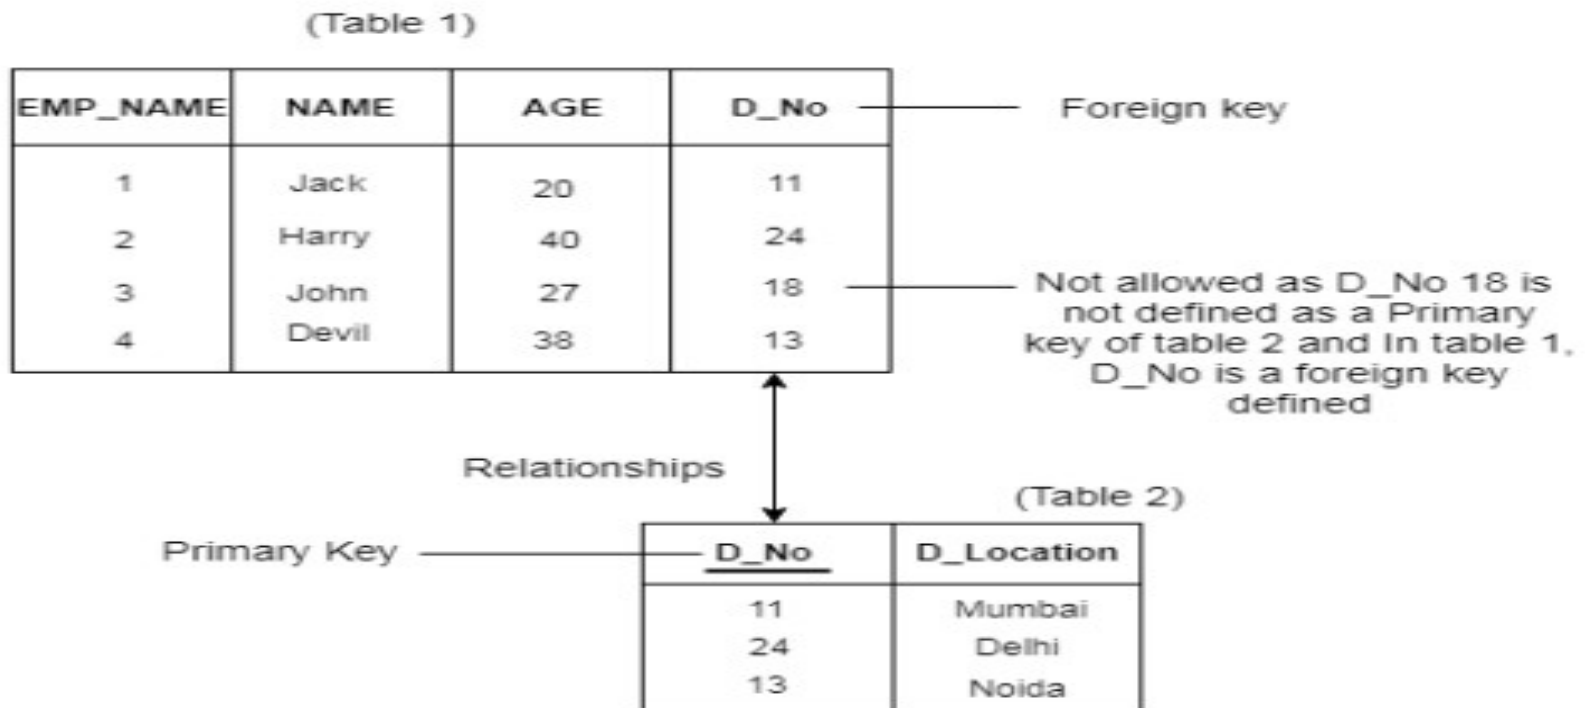 (Table 1)
EMP_NAME NAME AGE D_No Foreign key
1 Jack 20 11
2 Harry 40 24
3 John 27 18
4 Devil 38 13
Not allowed as D_No 18 is
not defined as a Primary
key of table 2 and In table 1,
D_No is a foreign key
defined
Relationships
(Table 2)
Primary Key D_No D_Location
11 Mumbai
24 Delhi
13 Noida